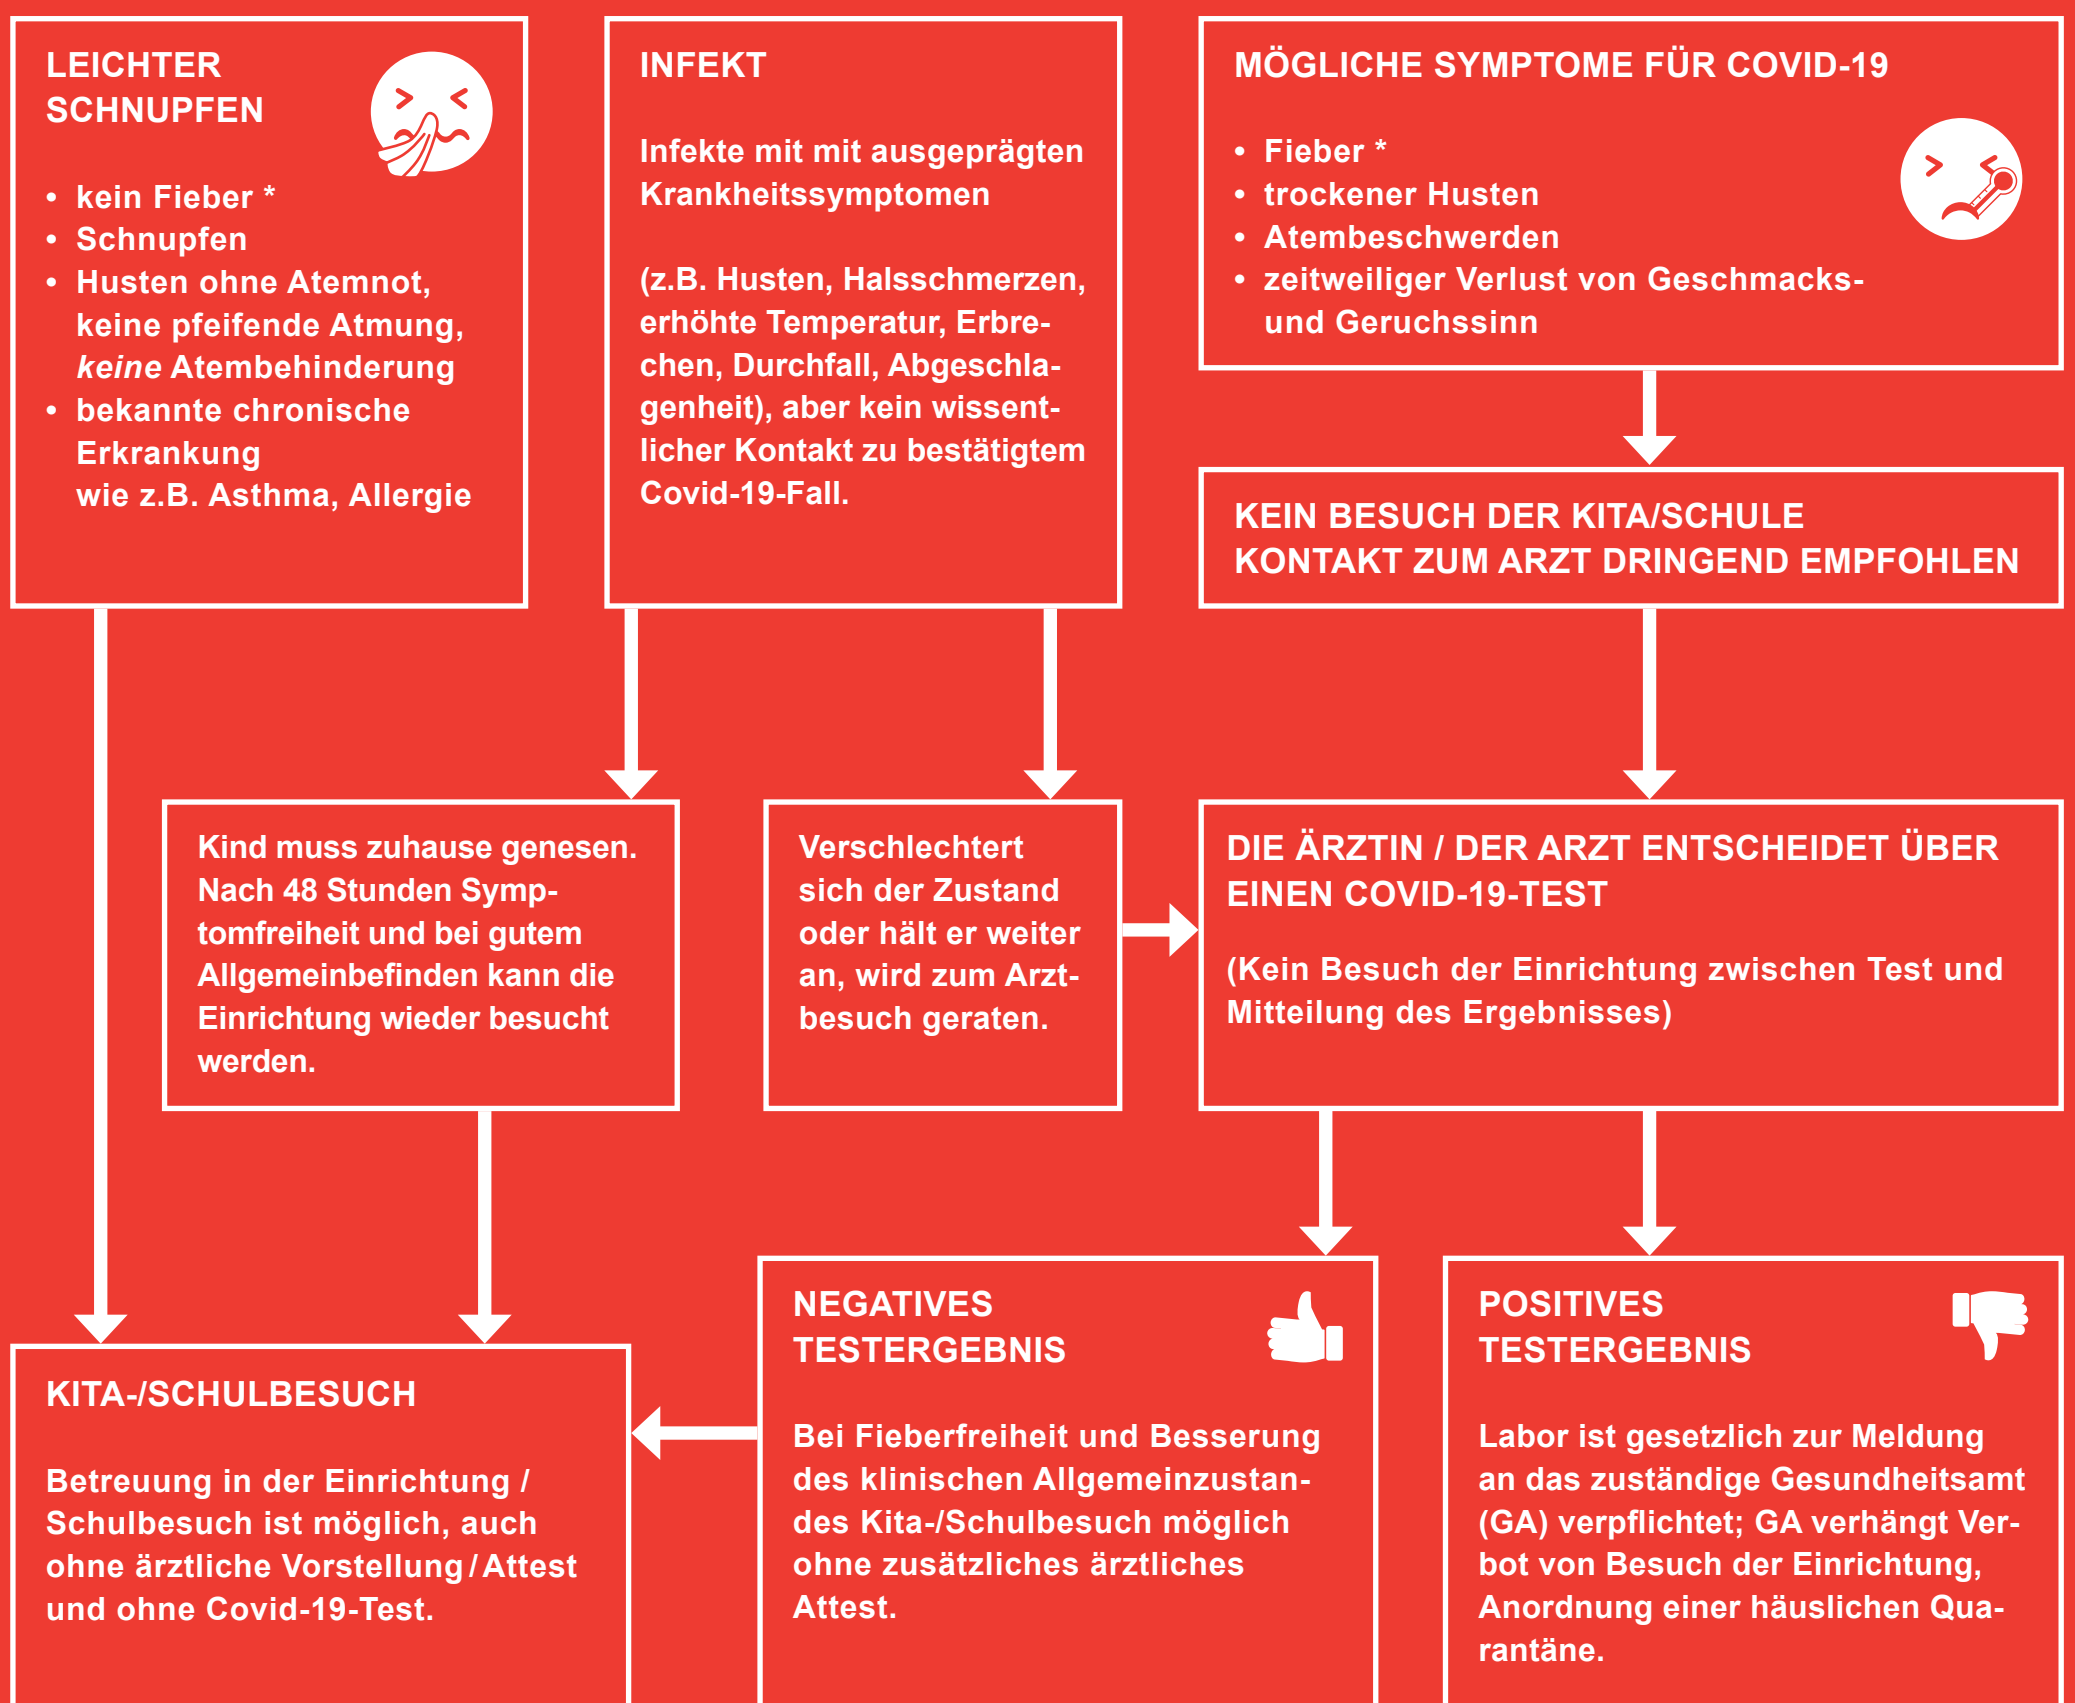 LEICHTER
SCHNUPFEN
• kein Fieber *
• Schnupfen
• Husten ohne Atemnot,
keine pfeifende Atmung,
keine Atembehinderung
• bekannte chronische
Erkrankung
wie z.B. Asthma, Allergie
INFEKT
Infekte mit mit ausgeprägten
Krankheitssymptomen
(z.B. Husten, Halsschmerzen,
erhöhte Temperatur, Erbre-
chen, Durchfall, Abgeschla-
genheit), aber kein wissent-
licher Kontakt zu bestätigtem
Covid-19-Fall.
MÖGLICHE SYMPTOME FÜR COVID-19
• Fieber *
• trockener Husten
• Atembeschwerden
• zeitweiliger Verlust von Geschmacks-
und Geruchssinn
KEIN BESUCH DER KITA/SCHULE
KONTAKT ZUM ARZT DRINGEND EMPFOHLEN
Kind muss zuhause genesen.
Nach 48 Stunden Symp-
tomfreiheit und bei gutem
Allgemeinbefinden kann die
Einrichtung wieder besucht
werden.
Verschlechtert
sich der Zustand
oder hält er weiter
an, wird zum Arzt-
besuch geraten.
DIE ÄRZTIN / DER ARZT ENTSCHEIDET ÜBER
EINEN COVID-19-TEST
(Kein Besuch der Einrichtung zwischen Test und
Mitteilung des Ergebnisses)
KITA-/SCHULBESUCH
Betreuung in der Einrichtung /
Schulbesuch ist möglich, auch
ohne ärztliche Vorstellung / Attest
und ohne Covid-19-Test.
NEGATIVES
TESTERGEBNIS
Bei Fieberfreiheit und Besserung
des klinischen Allgemeinzustan-
des Kita-/Schulbesuch möglich
ohne zusätzliches ärztliches
Attest.
POSITIVES
TESTERGEBNIS
Labor ist gesetzlich zur Meldung
an das zuständige Gesundheitsamt
(GA) verpflichtet; GA verhängt Ver-
bot von Besuch der Einrichtung,
Anordnung einer häuslichen Qua-
rantäne.